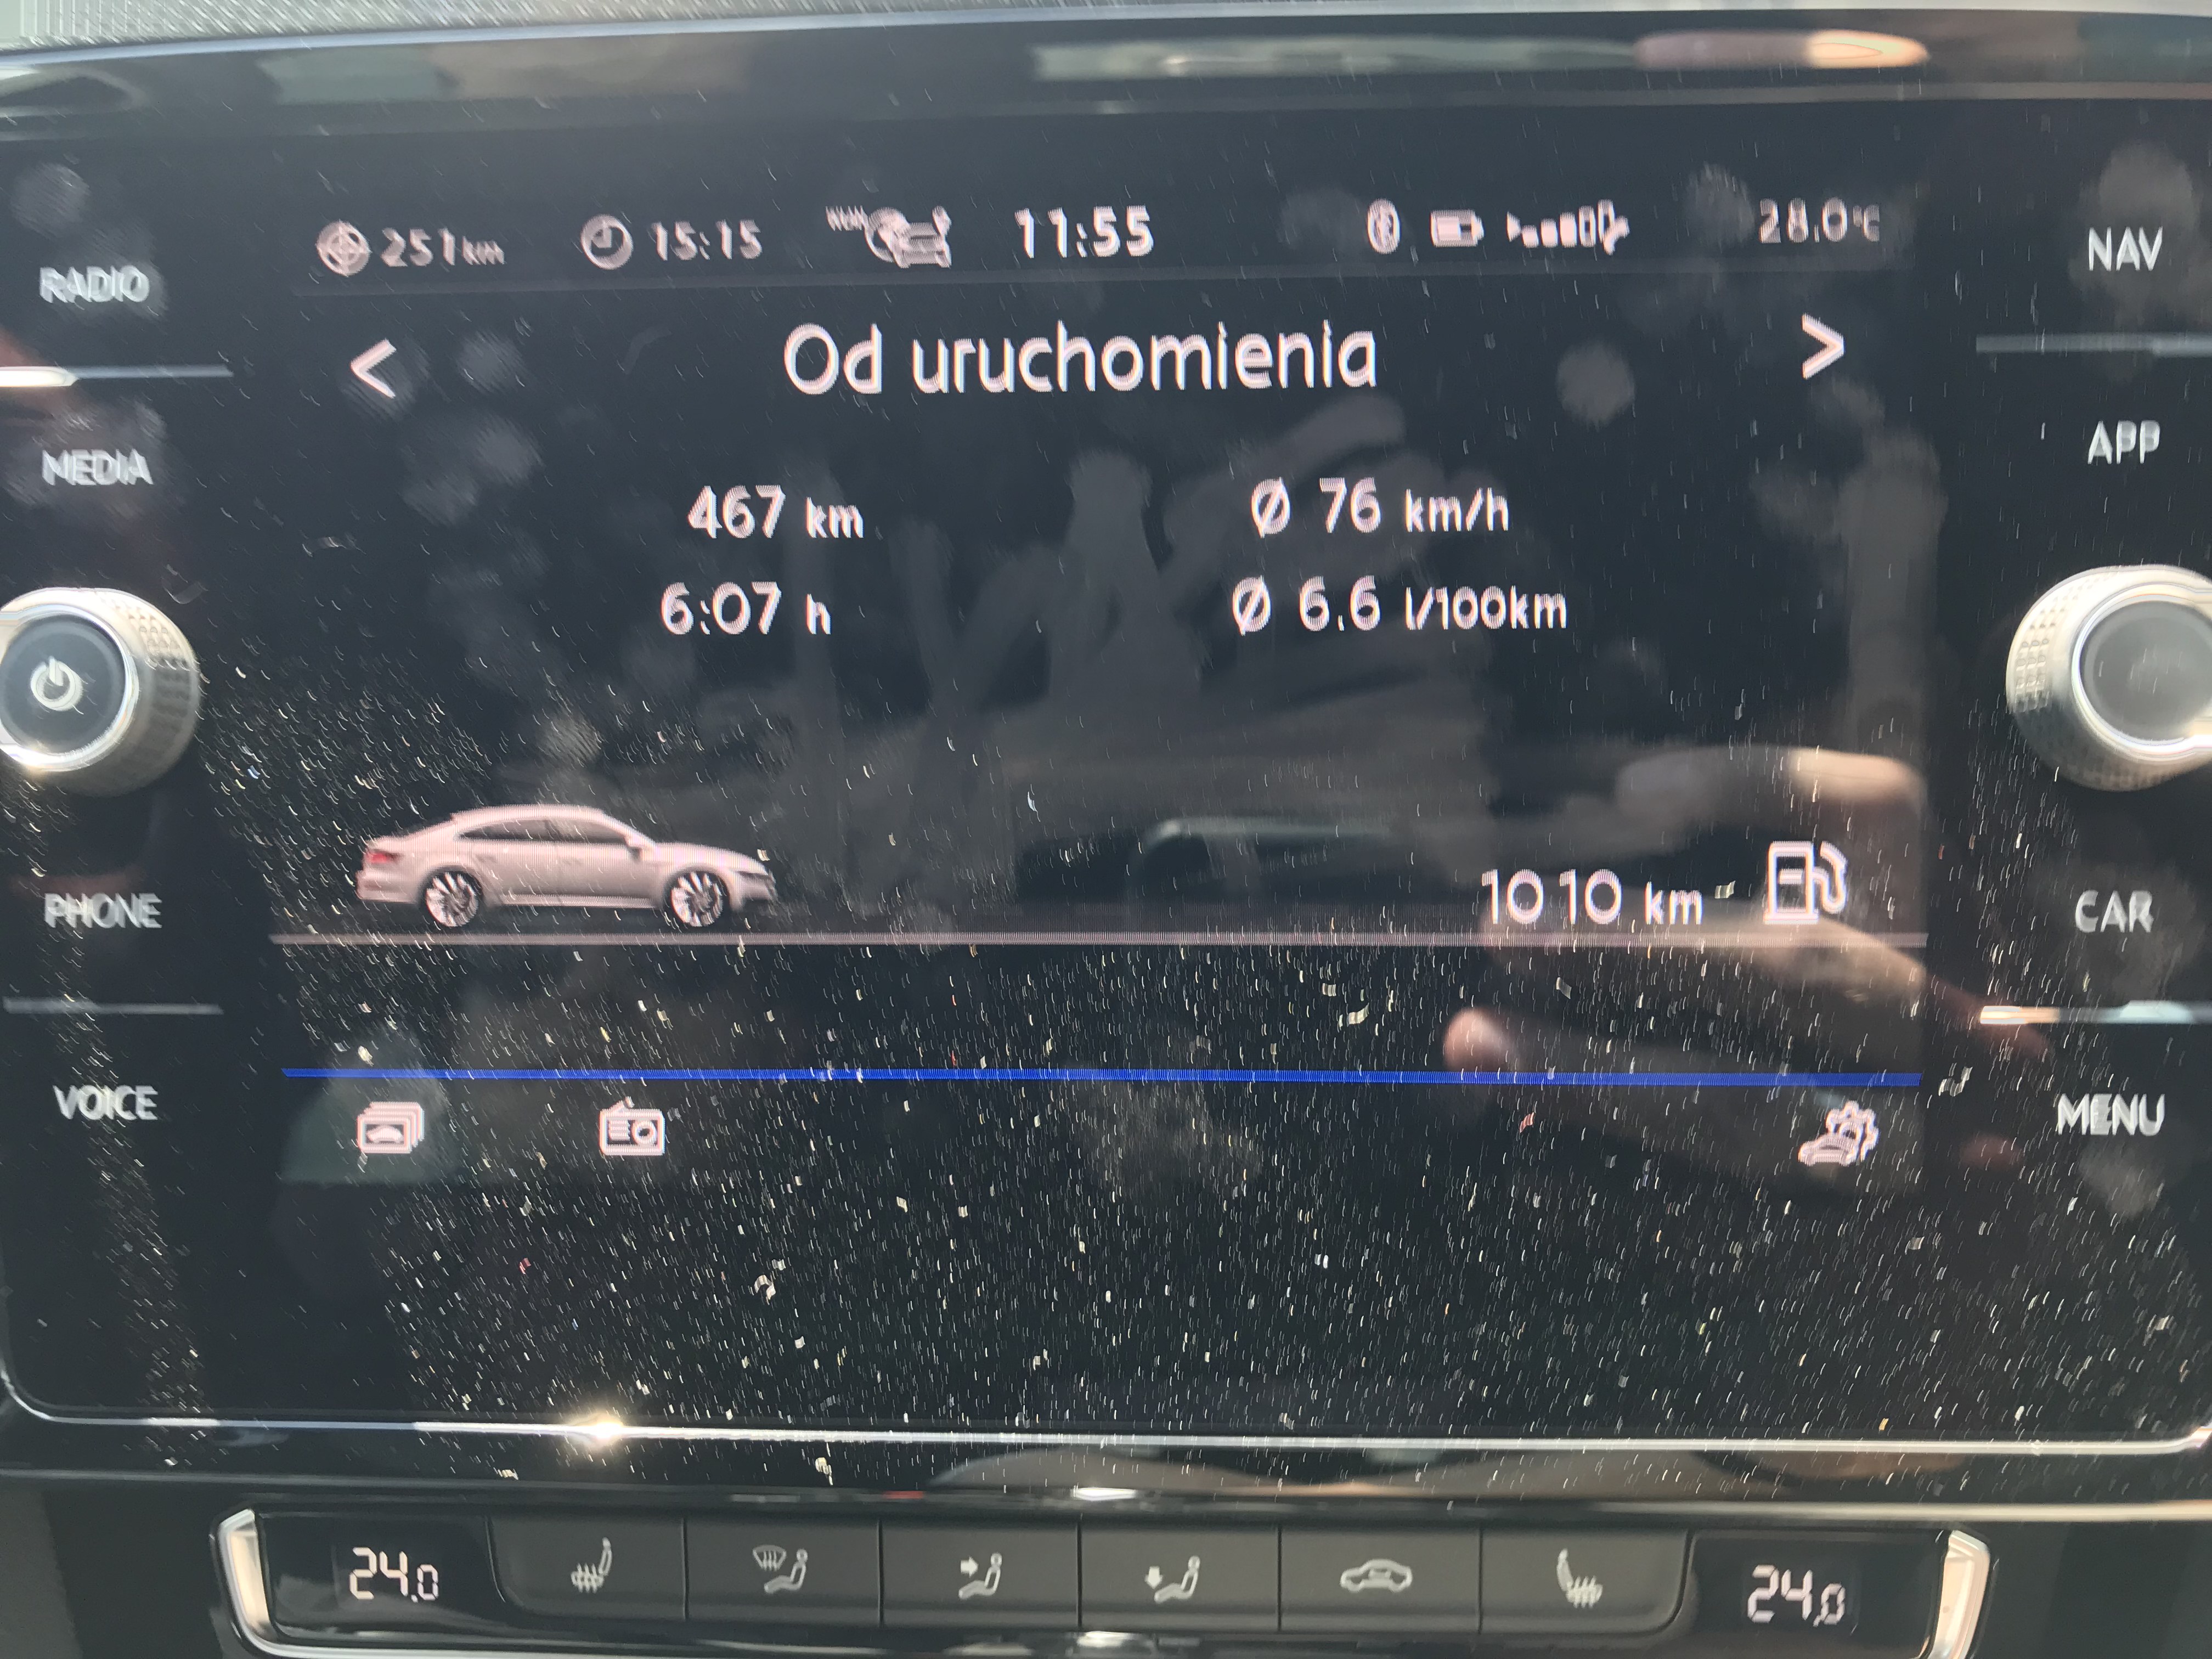 251 km 15:15 11:55 28.0°C
RADIO
NAV
< Od uruchomienia >
MEDIA
APP
467 km Ø 76 km/h
6:07 h Ø 6.6 l/100km
1010 km
PHONE
CAR
VOICE
MENU
24.0 24.0